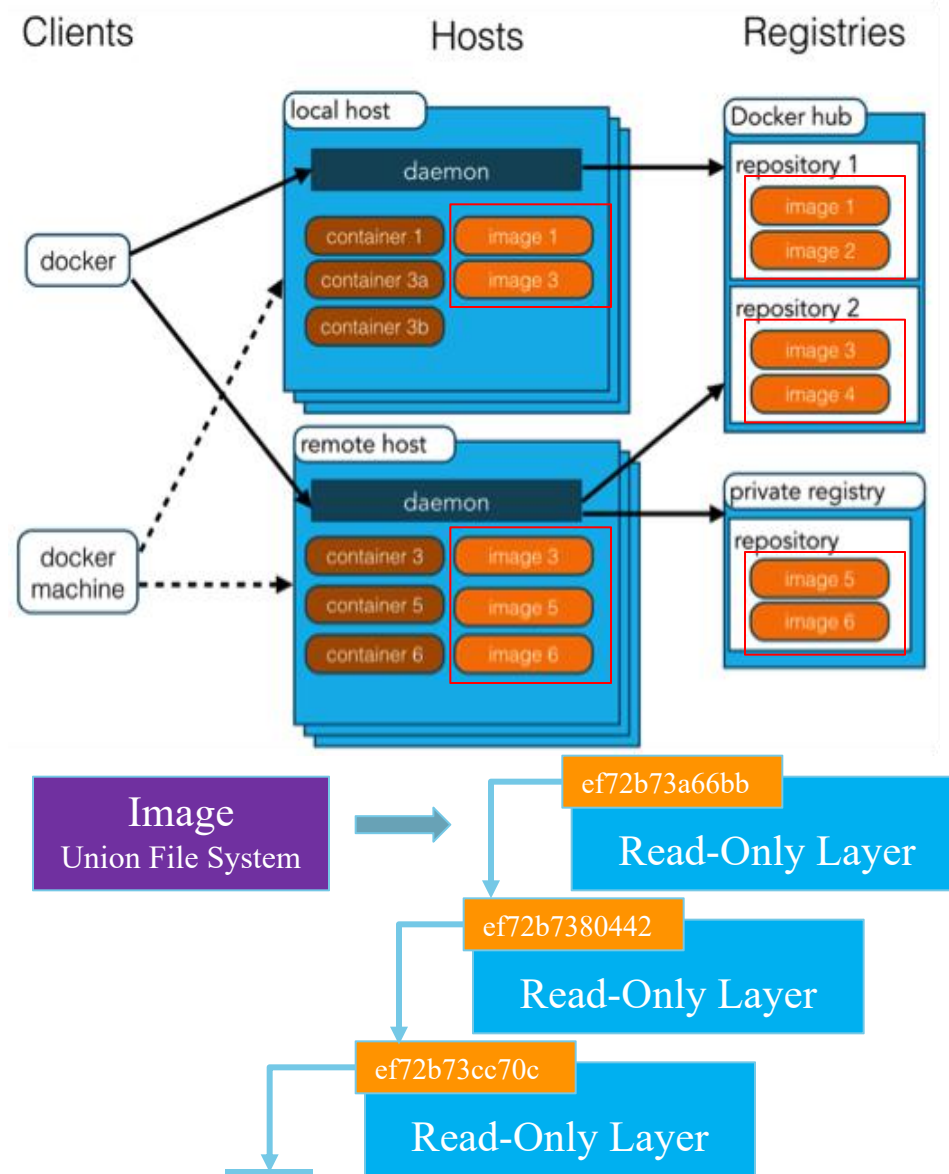 Clients
Hosts
Registries
local host
daemon
container 1
image 1
container 3a
image 3
container 3b
docker
docker
machine
remote host
daemon
container 3
image 3
container 5
image 5
container 6
image 6
Docker hub
repository 1
image 1
image 2
repository 2
image 3
image 4
private registry
repository
image 5
image 6
Image
Union File System
ef72b73a66bb
Read-Only Layer
ef72b7380442
Read-Only Layer
ef72b73cc70c
Read-Only Layer